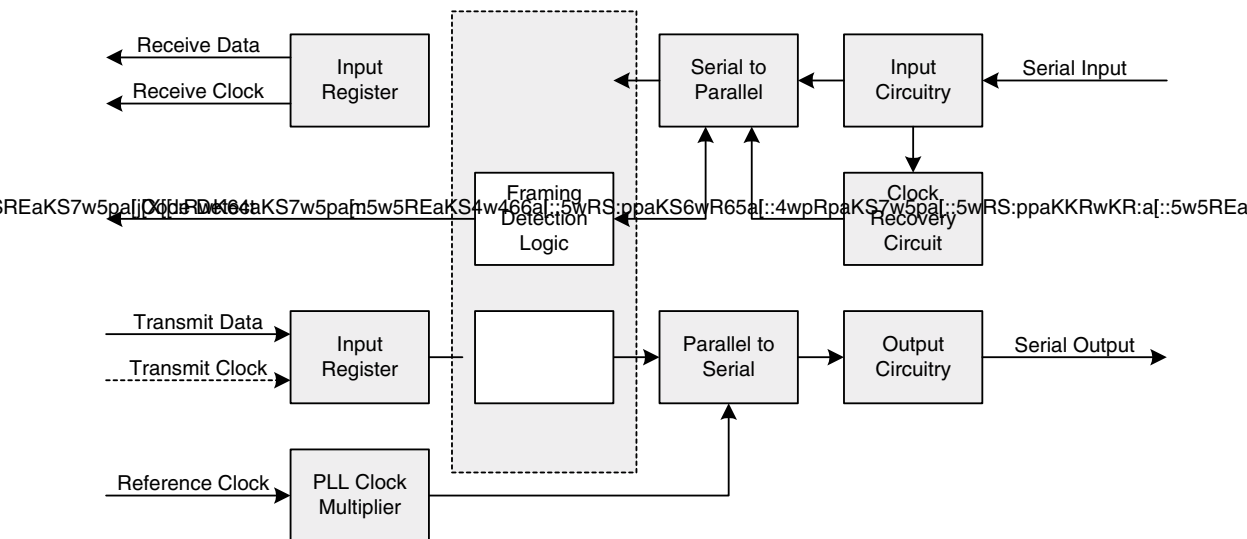 Receive Data
Receive Clock
Input
Register
Serial to
Parallel
Input
Circuitry
Serial Input
Framing
Detection
Logic
Clock
Recovery
Circuit
Transmit Data
Transmit Clock
Input
Register
Parallel to
Serial
Output
Circuitry
Serial Output
Reference Clock
PLL Clock
Multiplier